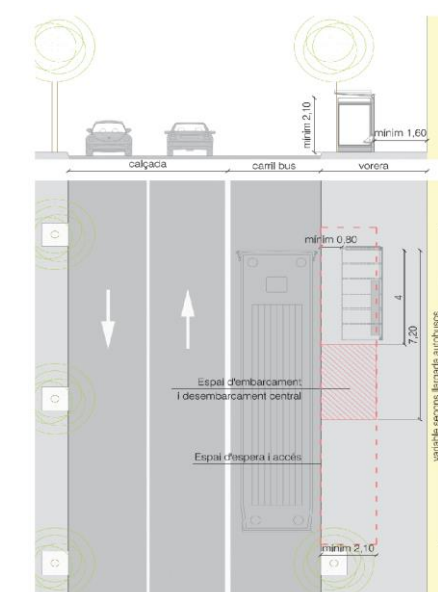 mínim 2,10
mínim 1,60
calçada
carril bus
vorera
mínim 0,80
4
7,20
variable segons llargada autobusos
Espai d'embarcament
i desembarcament central
Espai d'espera i accés
mínim 2,10